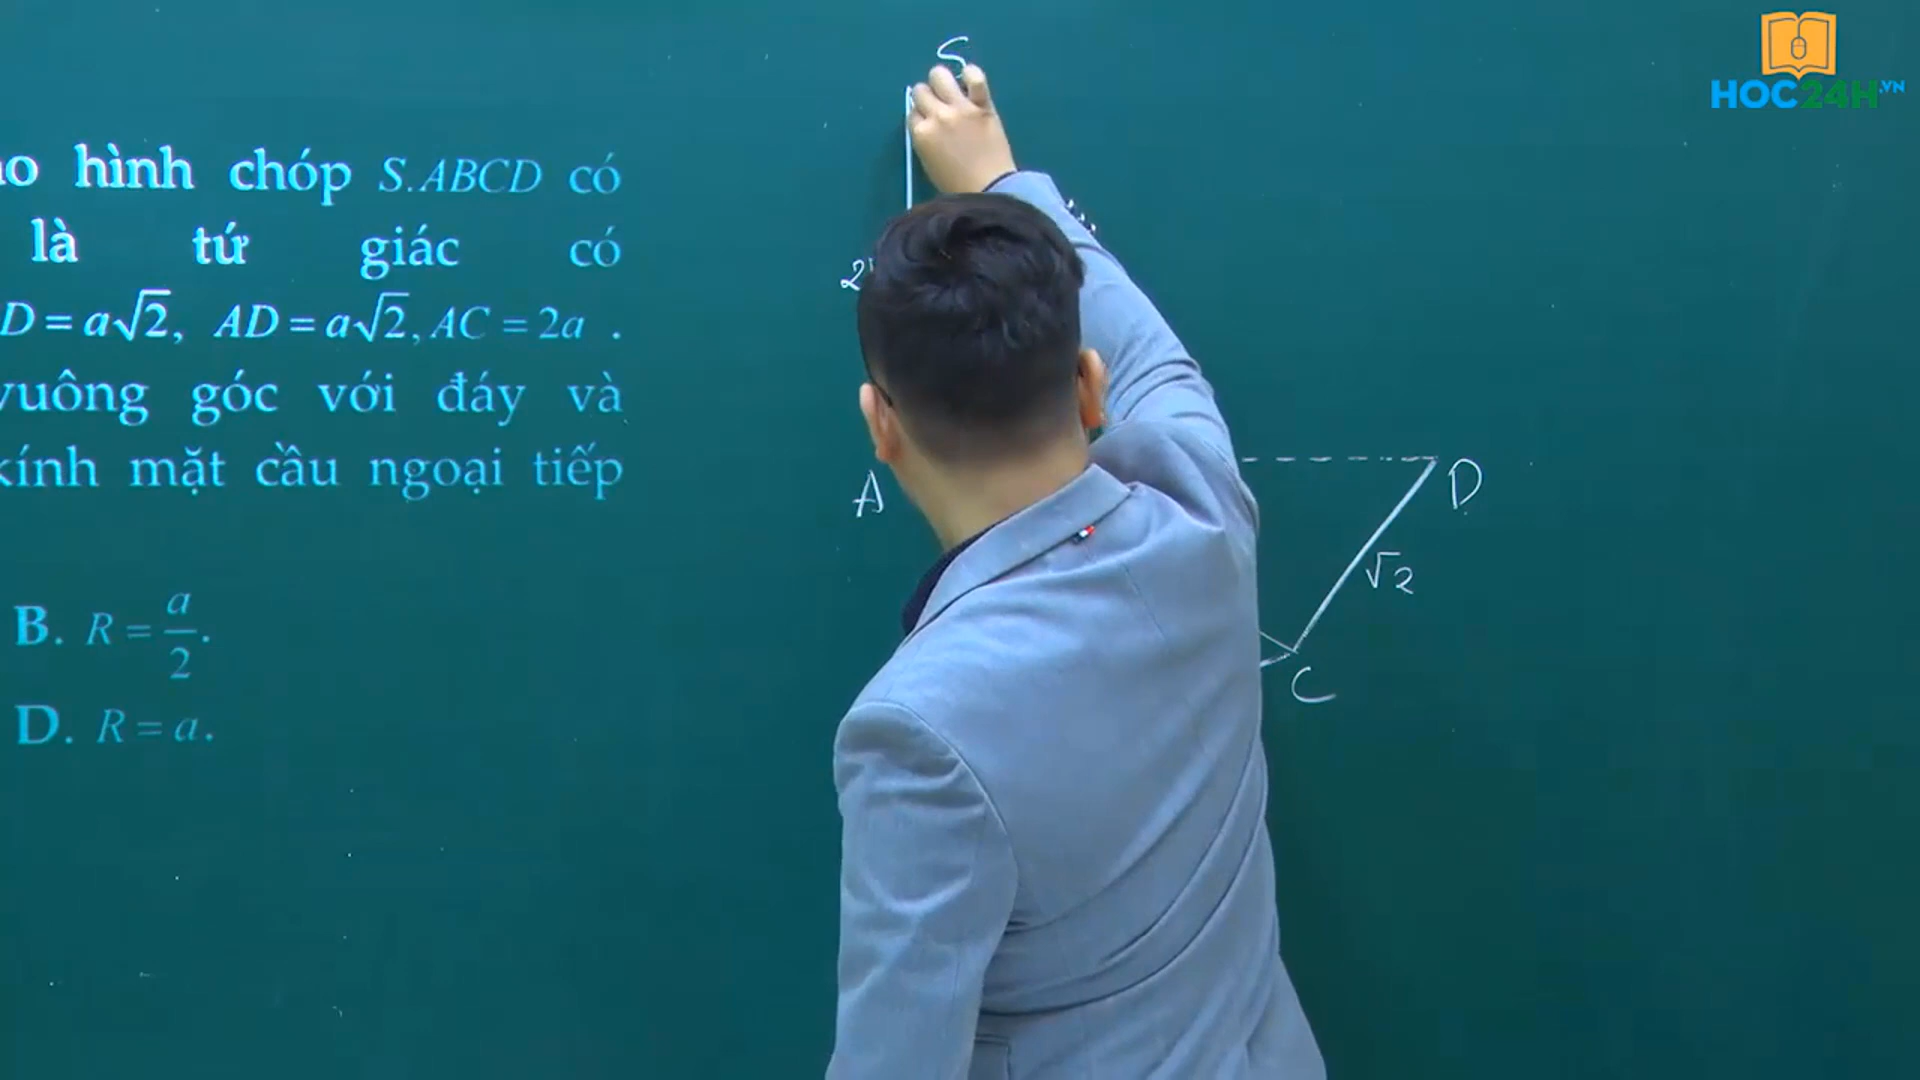 hình chóp S.ABCD có
là tứ giác có
D = a√2, AD = a√2, AC = 2a .
vuông góc với đáy và
kính mặt cầu ngoại tiếp
B. R = a/2.
D. R = a.
S
2
A
D
√2
C
HOC24H.VN